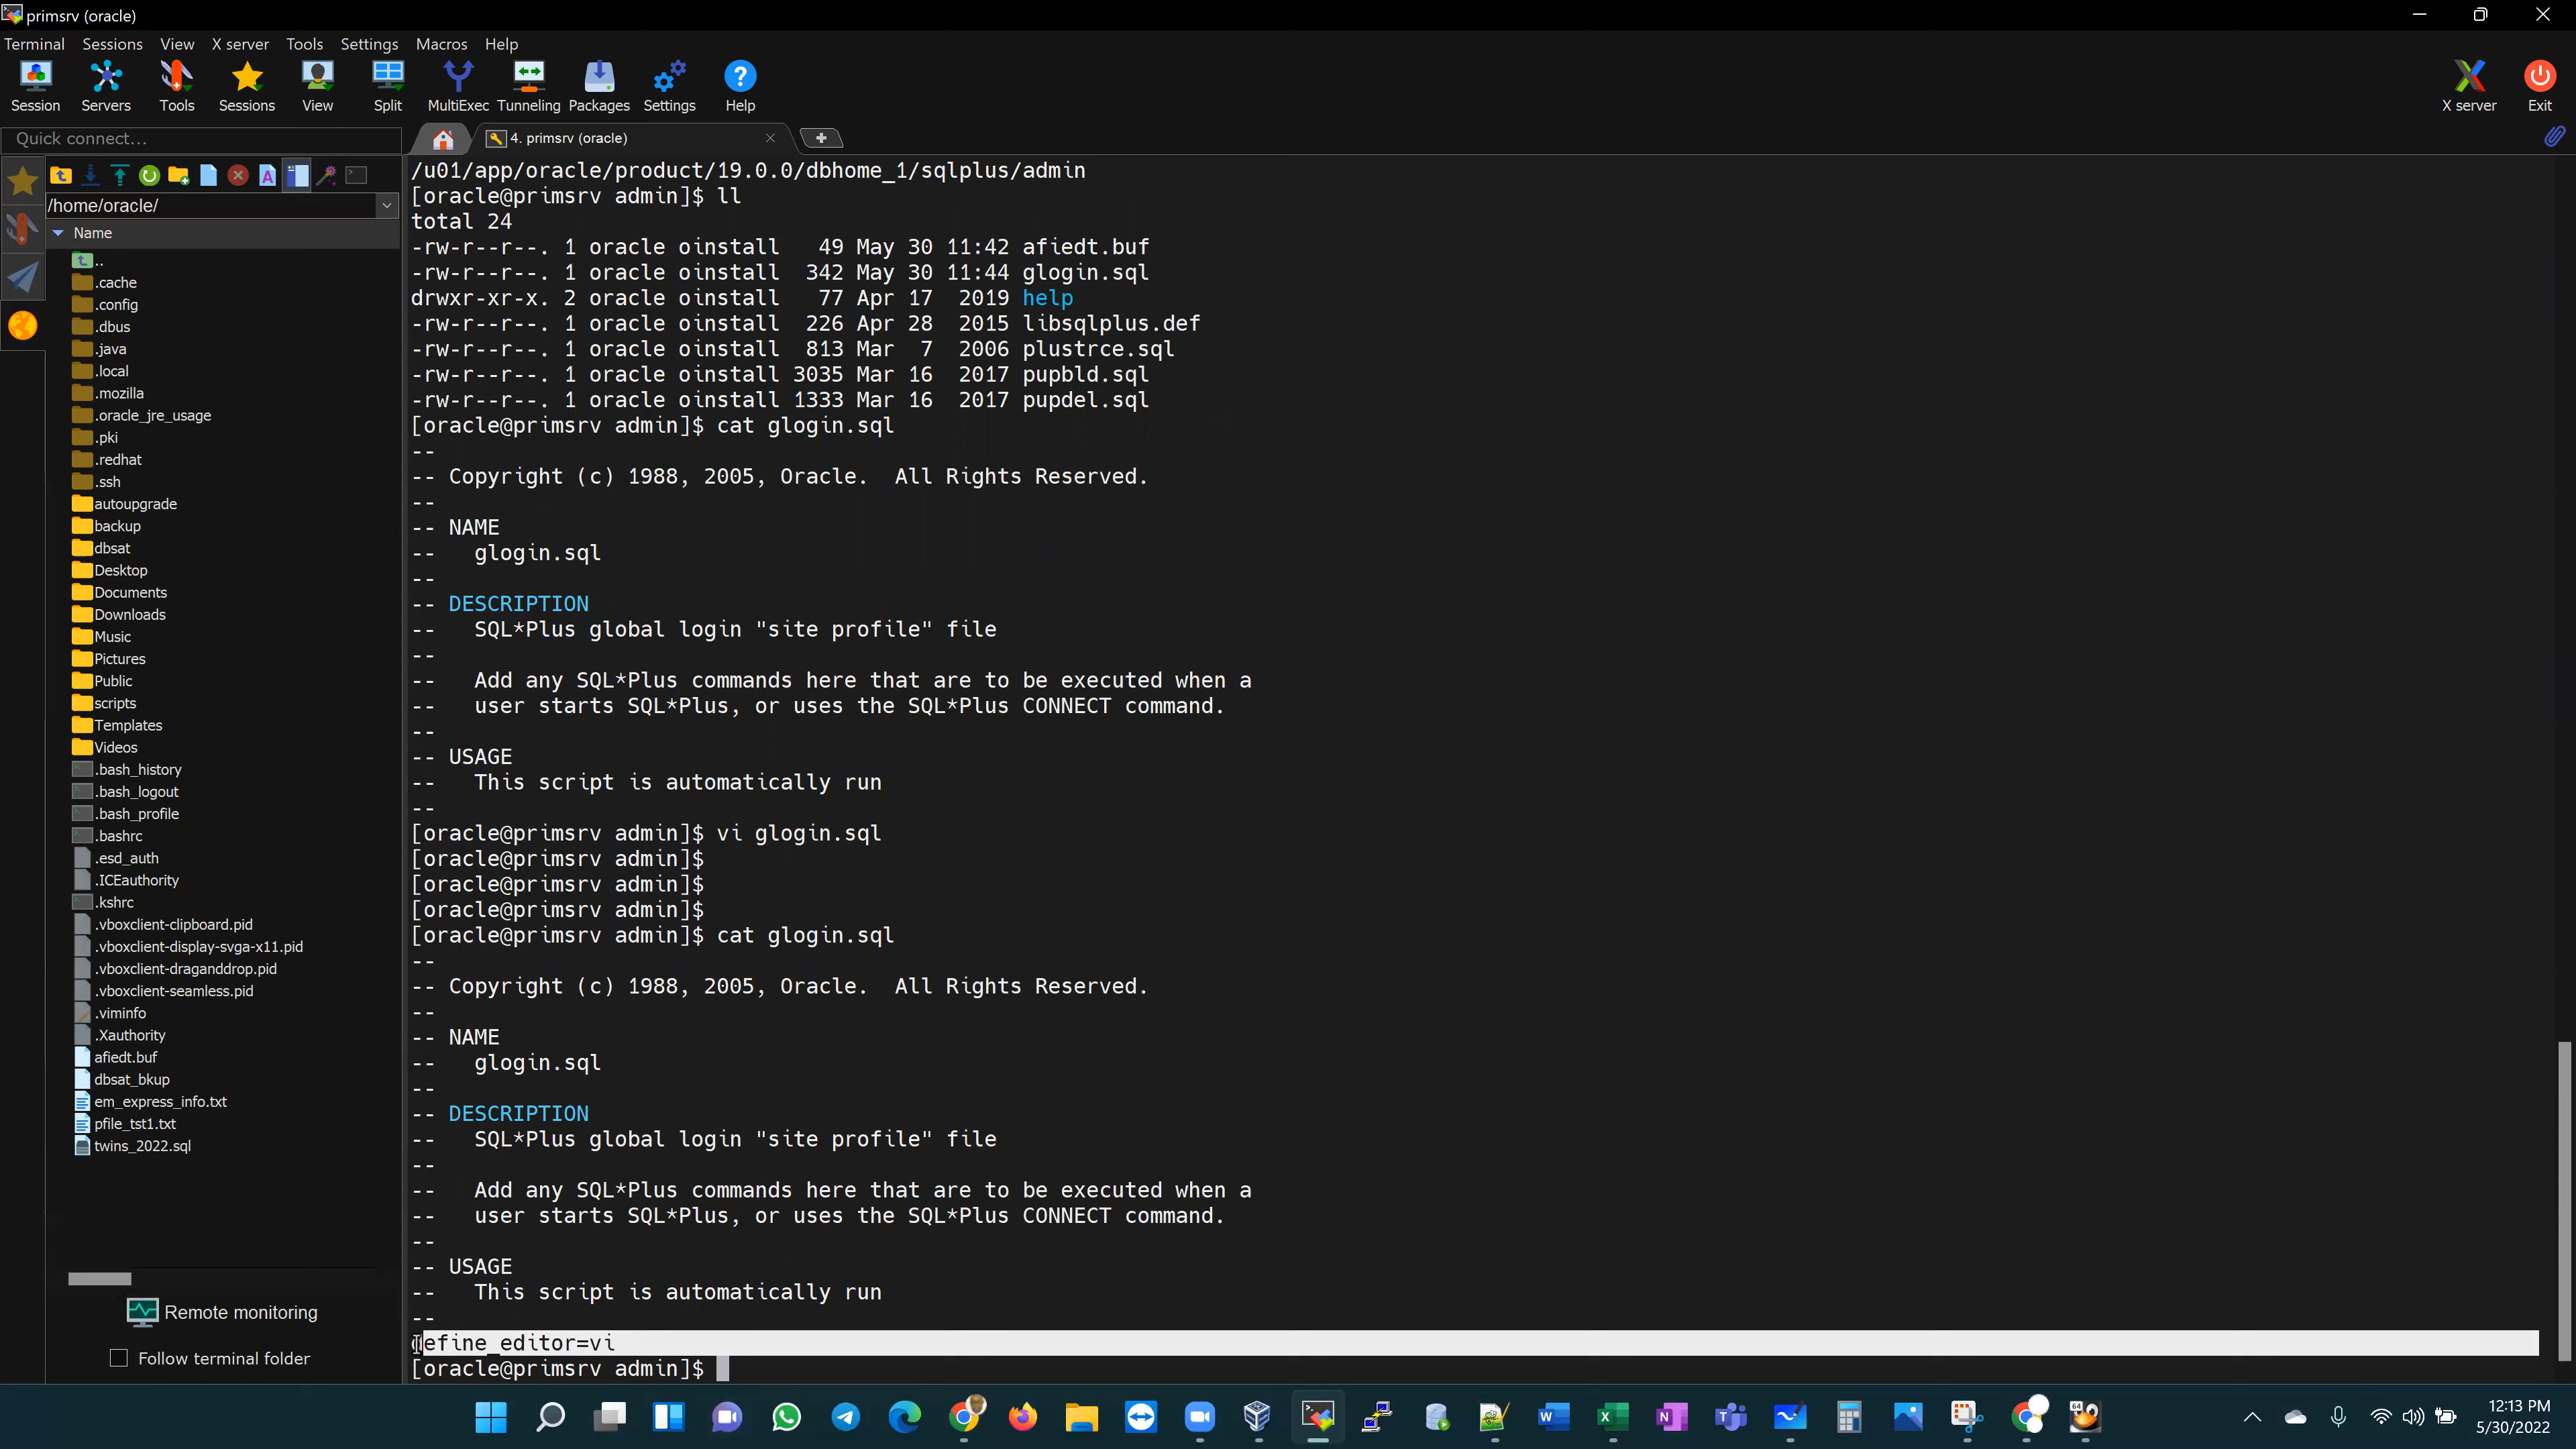 primsrv (oracle)
Terminal Sessions View X server Tools Settings Macros Help
Session Servers Tools Sessions View Split MultiExec Tunneling Packages Settings Help X server Exit
Quick connect...
4. primsrv (oracle)
/home/oracle/
Name
..
.cache
.config
.dbus
.java
.local
.mozilla
.oracle_jre_usage
.pki
.redhat
.ssh
autoupgrade
backup
dbsat
Desktop
Documents
Downloads
Music
Pictures
Public
scripts
Templates
Videos
.bash_history
.bash_logout
.bash_profile
.bashrc
.esd_auth
.ICEauthority
.kshrc
.vboxclient-clipboard.pid
.vboxclient-display-svga-x11.pid
.vboxclient-draganddrop.pid
.vboxclient-seamless.pid
.viminfo
.Xauthority
afiedt.buf
dbsat_bkup
em_express_info.txt
pfile_tst1.txt
twins_2022.sql
Remote monitoring
Follow terminal folder
/u01/app/oracle/product/19.0.0/dbhome_1/sqlplus/admin
[oracle@primsrv admin]$ ll
total 24
-rw-r--r--. 1 oracle oinstall   49 May 30 11:42 afiedt.buf
-rw-r--r--. 1 oracle oinstall  342 May 30 11:44 glogin.sql
drwxr-xr-x. 2 oracle oinstall   77 Apr 17  2019 help
-rw-r--r--. 1 oracle oinstall  226 Apr 28  2015 libsqlplus.def
-rw-r--r--. 1 oracle oinstall  813 Mar  7  2006 plustrce.sql
-rw-r--r--. 1 oracle oinstall 3035 Mar 16  2017 pupbld.sql
-rw-r--r--. 1 oracle oinstall 1333 Mar 16  2017 pupdel.sql
[oracle@primsrv admin]$ cat glogin.sql
--
-- Copyright (c) 1988, 2005, Oracle.  All Rights Reserved.
--
-- NAME
--   glogin.sql
--
-- DESCRIPTION
--   SQL*Plus global login "site profile" file
--
--   Add any SQL*Plus commands here that are to be executed when a
--   user starts SQL*Plus, or uses the SQL*Plus CONNECT command.
--
-- USAGE
--   This script is automatically run
--
[oracle@primsrv admin]$ vi glogin.sql
[oracle@primsrv admin]$
[oracle@primsrv admin]$
[oracle@primsrv admin]$
[oracle@primsrv admin]$ cat glogin.sql
--
-- Copyright (c) 1988, 2005, Oracle.  All Rights Reserved.
--
-- NAME
--   glogin.sql
--
-- DESCRIPTION
--   SQL*Plus global login "site profile" file
--
--   Add any SQL*Plus commands here that are to be executed when a
--   user starts SQL*Plus, or uses the SQL*Plus CONNECT command.
--
-- USAGE
--   This script is automatically run
--
define_editor=vi
[oracle@primsrv admin]$
12:13 PM
5/30/2022